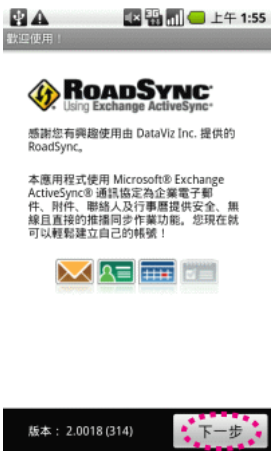 3G
上午 1:55
歡迎使用！
ROADSYNC
Using Exchange ActiveSync
感謝您有興趣使用由 DataViz Inc. 提供的
RoadSync。
本應用程式使用 Microsoft® Exchange
ActiveSync® 通訊協定為企業電子郵
件、附件、聯絡人及行事曆提供安全、無
線且直接的推播同步作業功能。您現在就
可以輕鬆建立自己的帳號！
版本： 2.0018 (314)
下一步